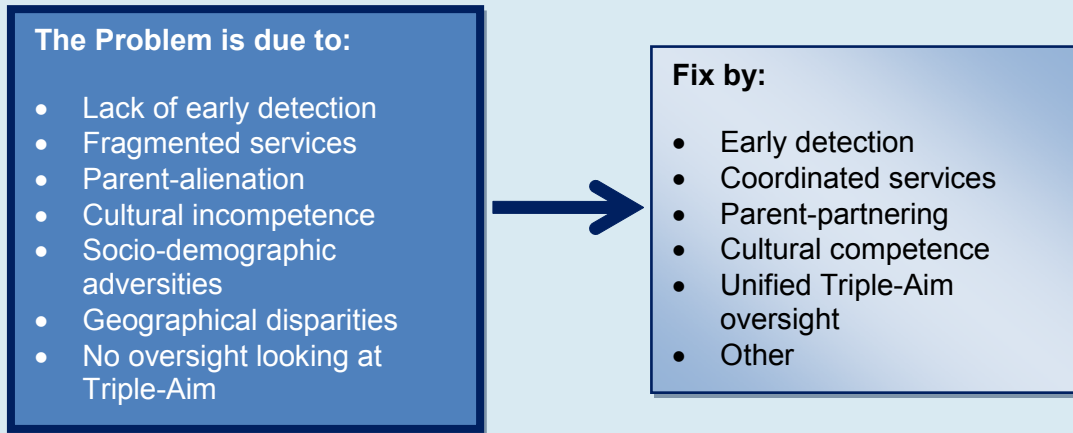 The Problem is due to:
• Lack of early detection
• Fragmented services
• Parent-alienation
• Cultural incompetence
• Socio-demographic
adversities
• Geographical disparities
• No oversight looking at
Triple-Aim
Fix by:
• Early detection
• Coordinated services
• Parent-partnering
• Cultural competence
• Unified Triple-Aim
oversight
• Other